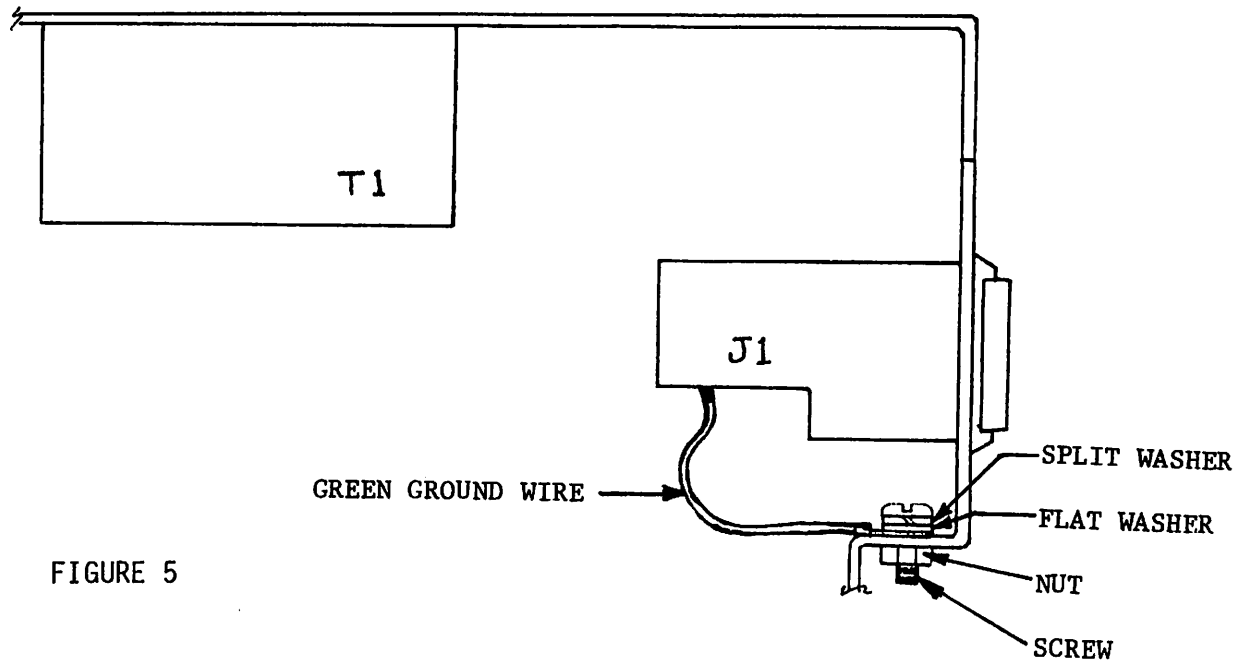 T1
J1
SPLIT WASHER
GREEN GROUND WIRE
FLAT WASHER
FIGURE 5
NUT
SCREW